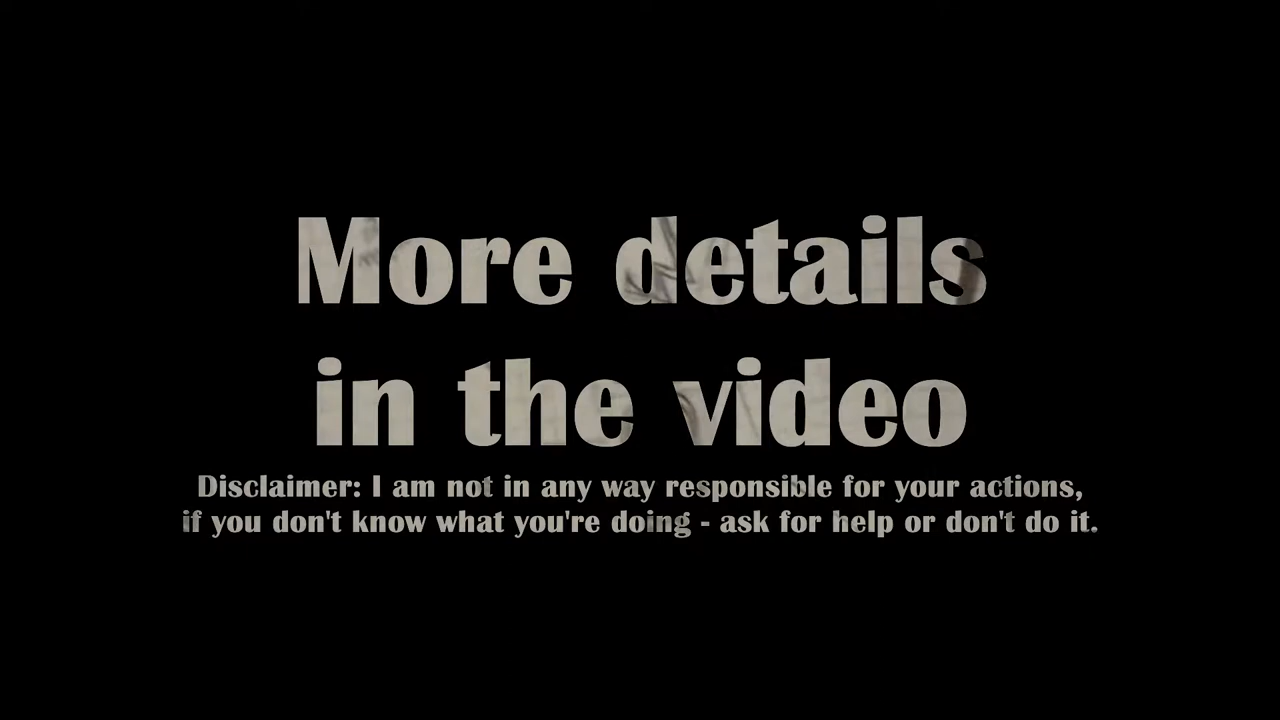 More details
in the video
Disclaimer: I am not in any way responsible for your actions,
if you don't know what you're doing - ask for help or don't do it.